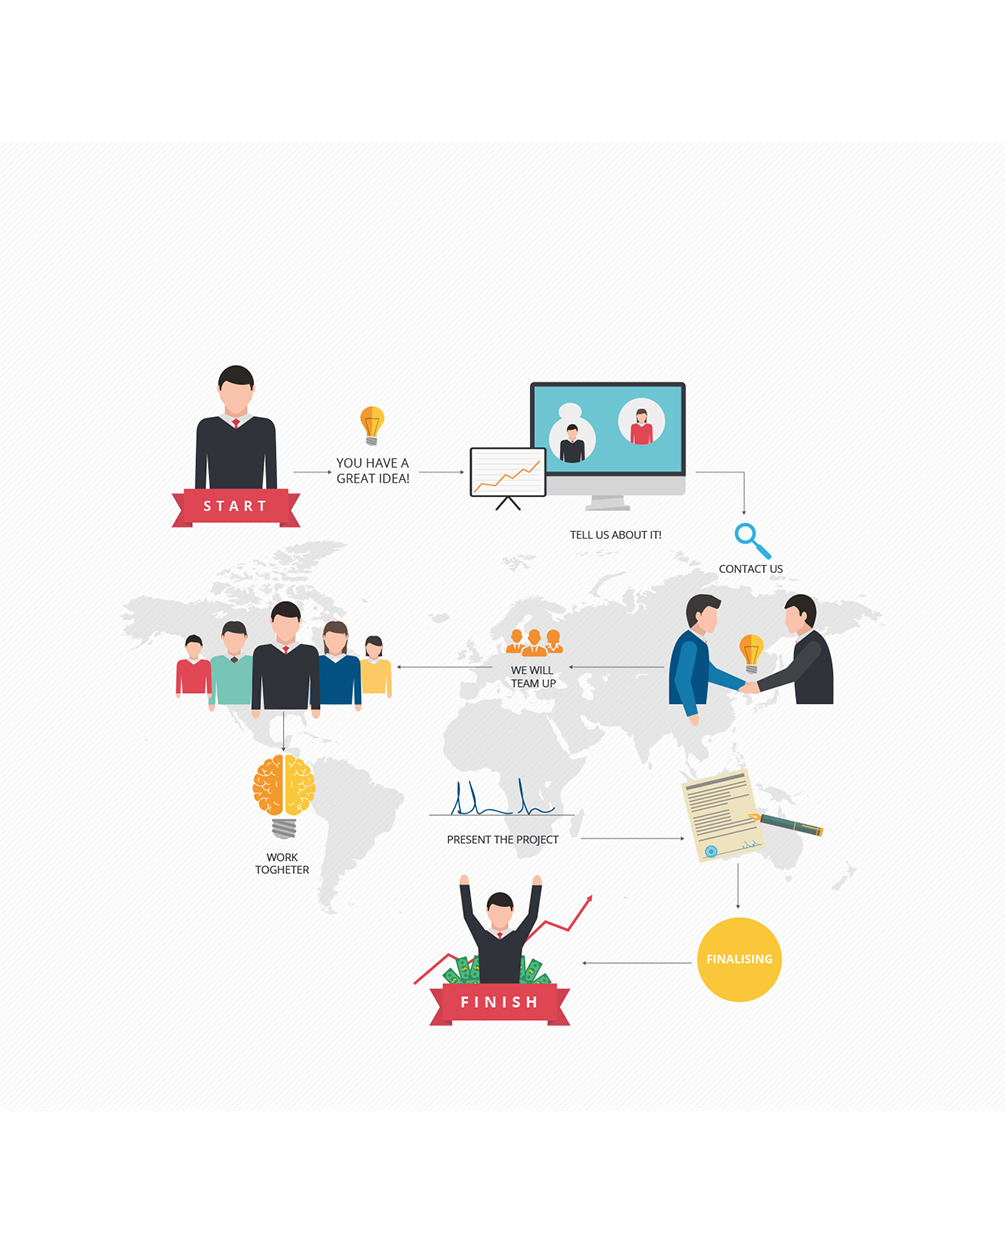 START
YOU HAVE A
GREAT IDEA!
TELL US ABOUT IT!
CONTACT US
WE WILL
TEAM UP
WORK
TOGHETER
PRESENT THE PROJECT
FINALISING
FINISH